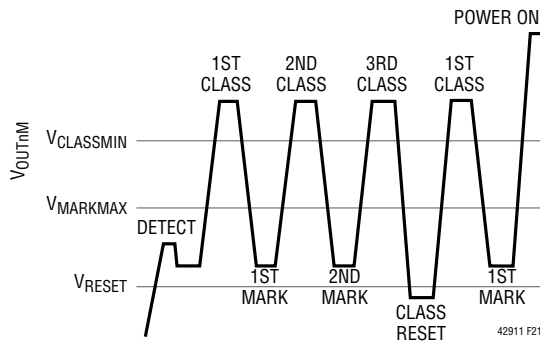 POWER ON
1ST
CLASS
2ND
CLASS
3RD
CLASS
1ST
CLASS
VOUTnM
VCLASSMIN
VMARKMAX
DETECT
VRESET
1ST
MARK
2ND
MARK
CLASS
RESET
1ST
MARK
42911 F21